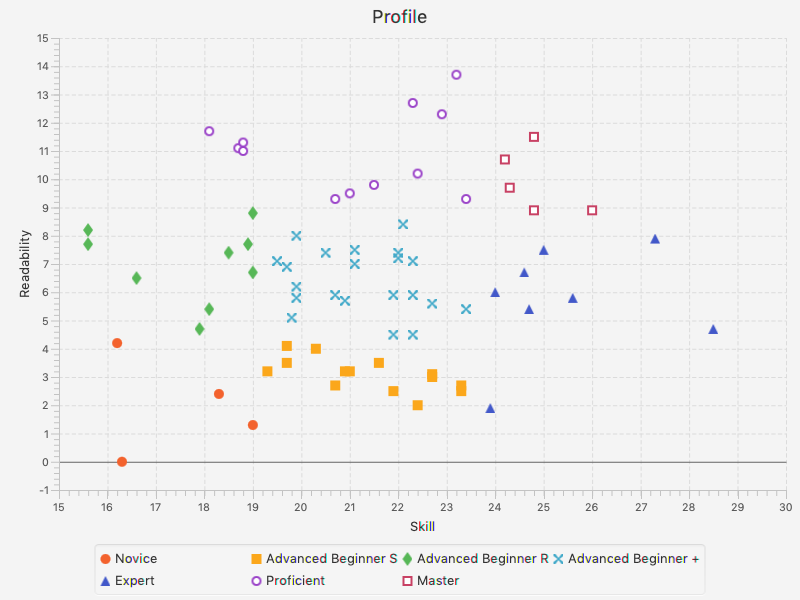 Profile
15
14
13
12
11
10
9
8
7
6
5
4
3
2
1
0
-1
Readability
15 16 17 18 19 20 21 22 23 24 25 26 27 28 29 30
Skill
Novice Advanced Beginner S Advanced Beginner R Advanced Beginner +
Expert Proficient Master